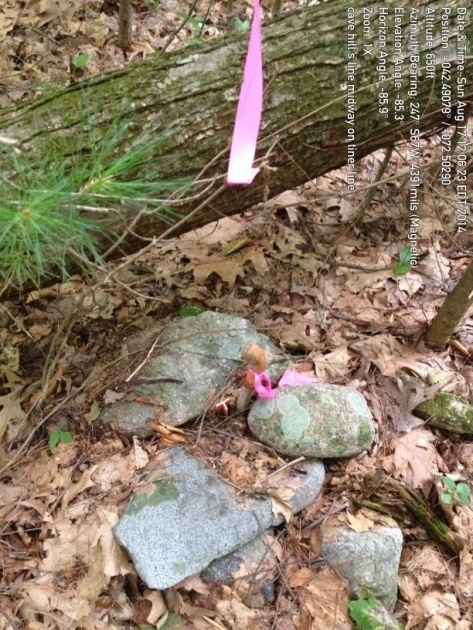 Date & Time: Sun Aug 17 12:06:23 EDT 2014
Position: -042.49079° / -072.50290°
Altitude: 650ft
Azimuth/Bearing: 247° S67W 4391mils (Magnetic)
Elevation Angle: -85.3°
Horizon Angle: -85.9°
Zoom: 1X
cave hill s line midway on tines line